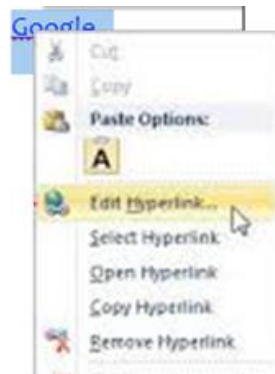 Google
Cut
Copy
Paste Options:
A
Edit Hyperlink...
Select Hyperlink
Open Hyperlink
Copy Hyperlink
Remove Hyperlink